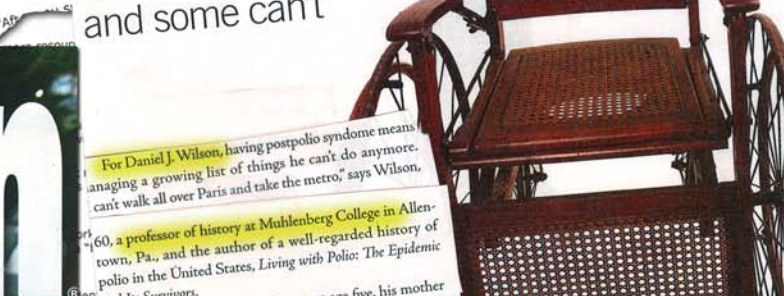 and some can't
For Daniel J. Wilson, having postpolio syndome means
anaging a growing list of things he can't do anymore.
can't walk all over Paris and take the metro," says Wilson,
60, a professor of history at Muhlenberg College in Allen-
town, Pa., and the author of a well-regarded history of
polio in the United States, Living with Polio: The Epidemic
Its Survivors.
five, his mother